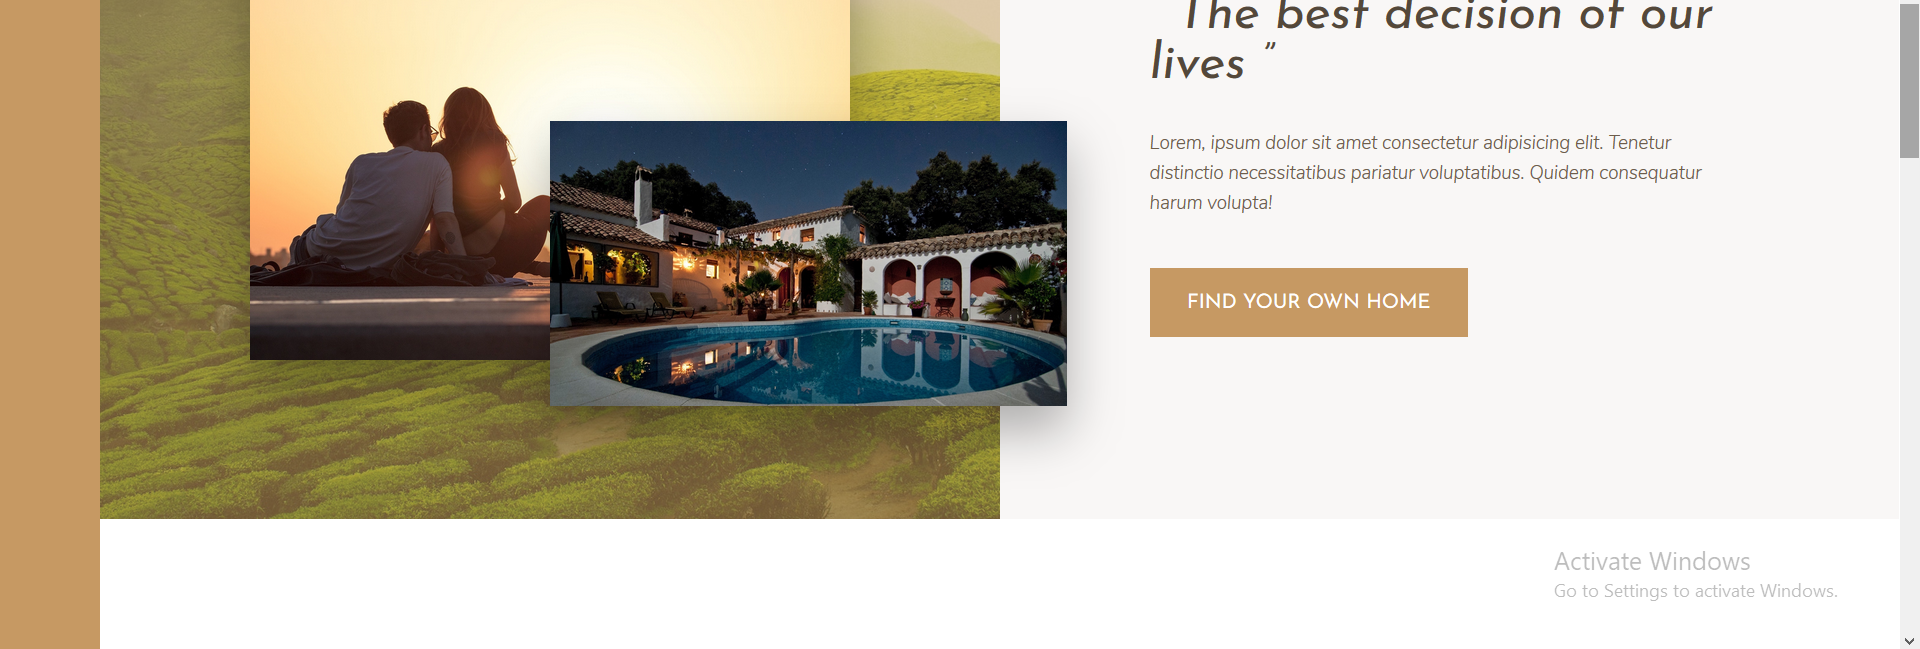 The best decision of our
lives ”
Lorem, ipsum dolor sit amet consectetur adipisicing elit. Tenetur
distinctio necessitatibus pariatur voluptatibus. Quidem consequatur
harum volupta!
FIND YOUR OWN HOME
Activate Windows
Go to Settings to activate Windows.